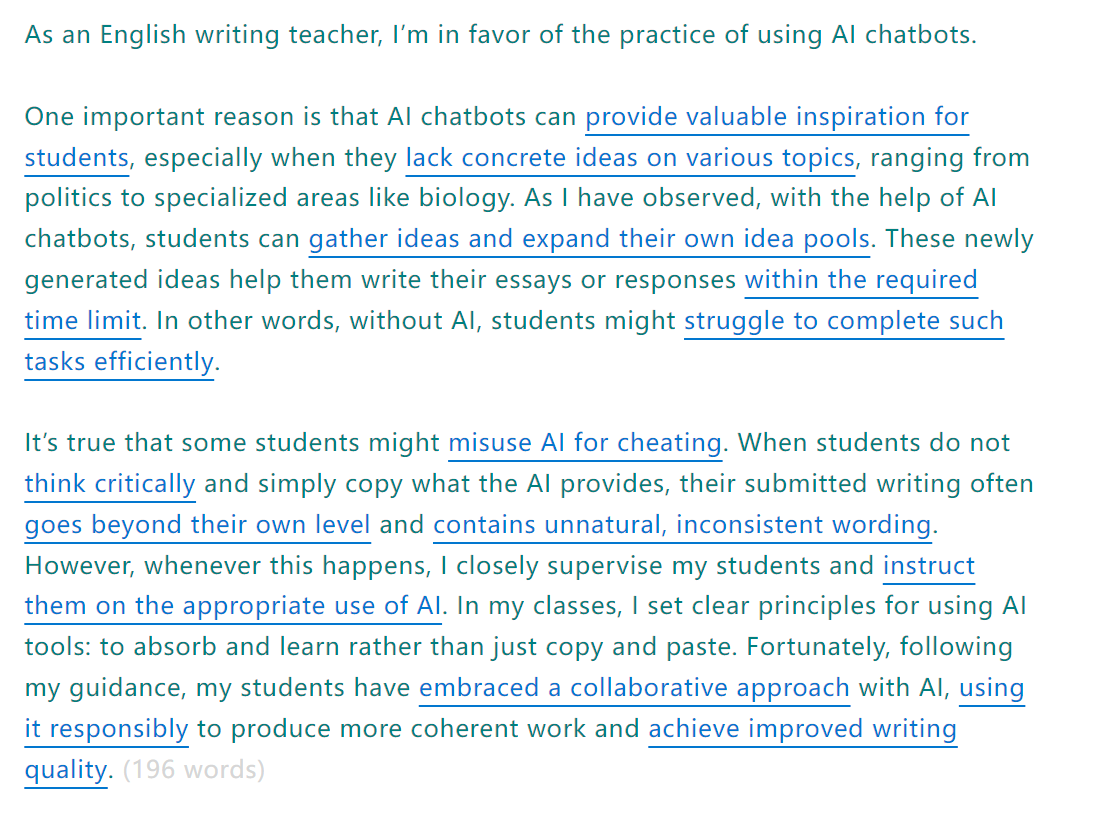 As an English writing teacher, I’m in favor of the practice of using AI chatbots.
One important reason is that AI chatbots can provide valuable inspiration for
students, especially when they lack concrete ideas on various topics, ranging from
politics to specialized areas like biology. As I have observed, with the help of AI
chatbots, students can gather ideas and expand their own idea pools. These newly
generated ideas help them write their essays or responses within the required
time limit. In other words, without AI, students might struggle to complete such
tasks efficiently.
It’s true that some students might misuse AI for cheating. When students do not
think critically and simply copy what the AI provides, their submitted writing often
goes beyond their own level and contains unnatural, inconsistent wording.
However, whenever this happens, I closely supervise my students and instruct
them on the appropriate use of AI. In my classes, I set clear principles for using AI
tools: to absorb and learn rather than just copy and paste. Fortunately, following
my guidance, my students have embraced a collaborative approach with AI, using
it responsibly to produce more coherent work and achieve improved writing
quality. (196 words)